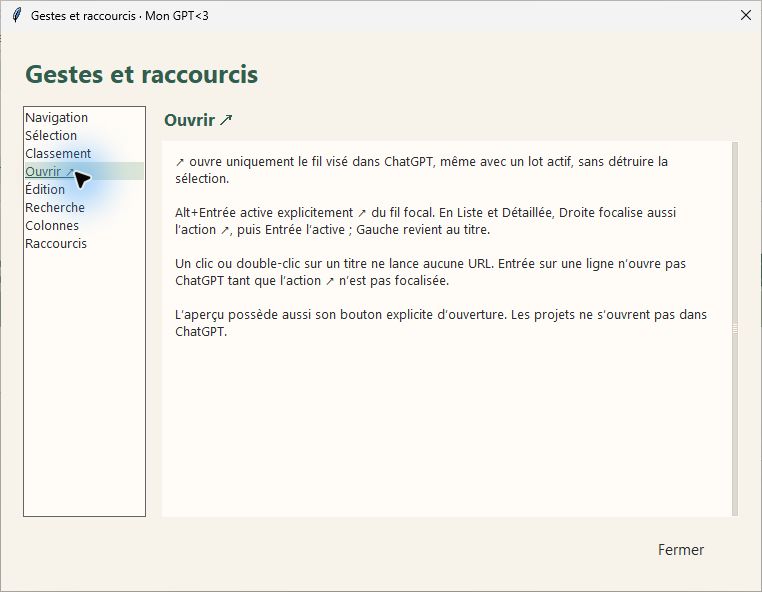 Gestes et raccourcis · Mon GPT<3
Gestes et raccourcis
Navigation
Sélection
Classement
Ouvrir ↗
Édition
Recherche
Colonnes
Raccourcis
Ouvrir ↗
↗ ouvre uniquement le fil visé dans ChatGPT, même avec un lot actif, sans détruire la
sélection.
Alt+Entrée active explicitement ↗ du fil focal. En Liste et Détaillée, Droite focalise aussi
l’action ↗, puis Entrée l’active ; Gauche revient au titre.
Un clic ou double-clic sur un titre ne lance aucune URL. Entrée sur une ligne n’ouvre pas
ChatGPT tant que l’action ↗ n’est pas focalisée.
L’aperçu possède aussi son bouton explicite d’ouverture. Les projets ne s’ouvrent pas dans
ChatGPT.
Fermer